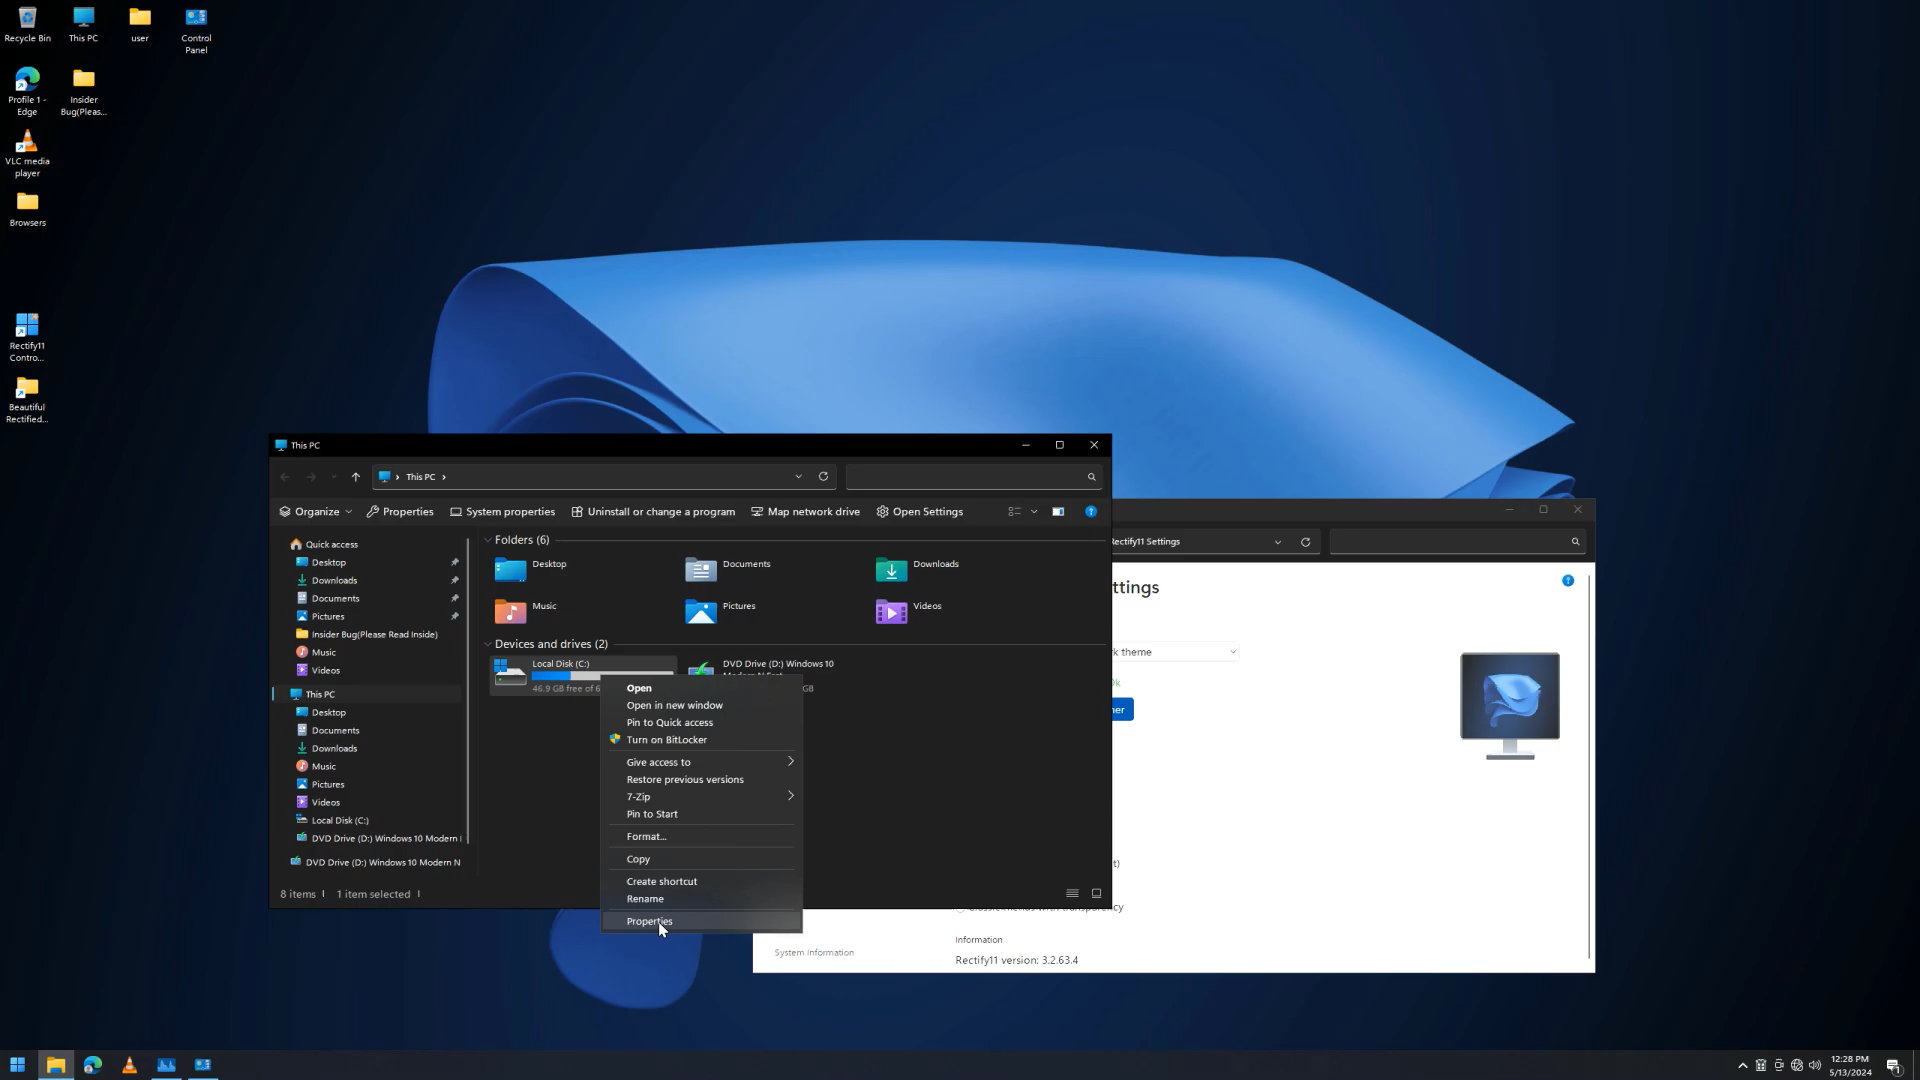 Recycle Bin
This PC
user
Control
Panel
Profile 1 -
Edge
Insider
Bug(Pleas...
VLC media
player
Browsers
Rectify11
Contro...
Beautiful
Rectified...
This PC
This PC
Organize
Properties
System properties
Uninstall or change a program
Map network drive
Open Settings
Quick access
Desktop
Downloads
Documents
Pictures
Insider Bug(Please Read Inside)
Music
Videos
This PC
Desktop
Documents
Downloads
Music
Pictures
Videos
Local Disk (C:)
DVD Drive (D:) Windows 10 Modern
DVD Drive (D:) Windows 10 Modern N
Folders (6)
Desktop
Documents
Downloads
Music
Pictures
Videos
Devices and drives (2)
Local Disk (C:)
46.9 GB free of 6
DVD Drive (D:) Windows 10
GB
Open
Open in new window
Pin to Quick access
Turn on BitLocker
Give access to
Restore previous versions
7-Zip
Pin to Start
Format...
Copy
Create shortcut
Rename
Properties
8 items
1 item selected
Rectify11 Settings
ttings
k theme
Information
System Information
Rectify11 version: 3.2.63.4
12:28 PM
5/13/2024